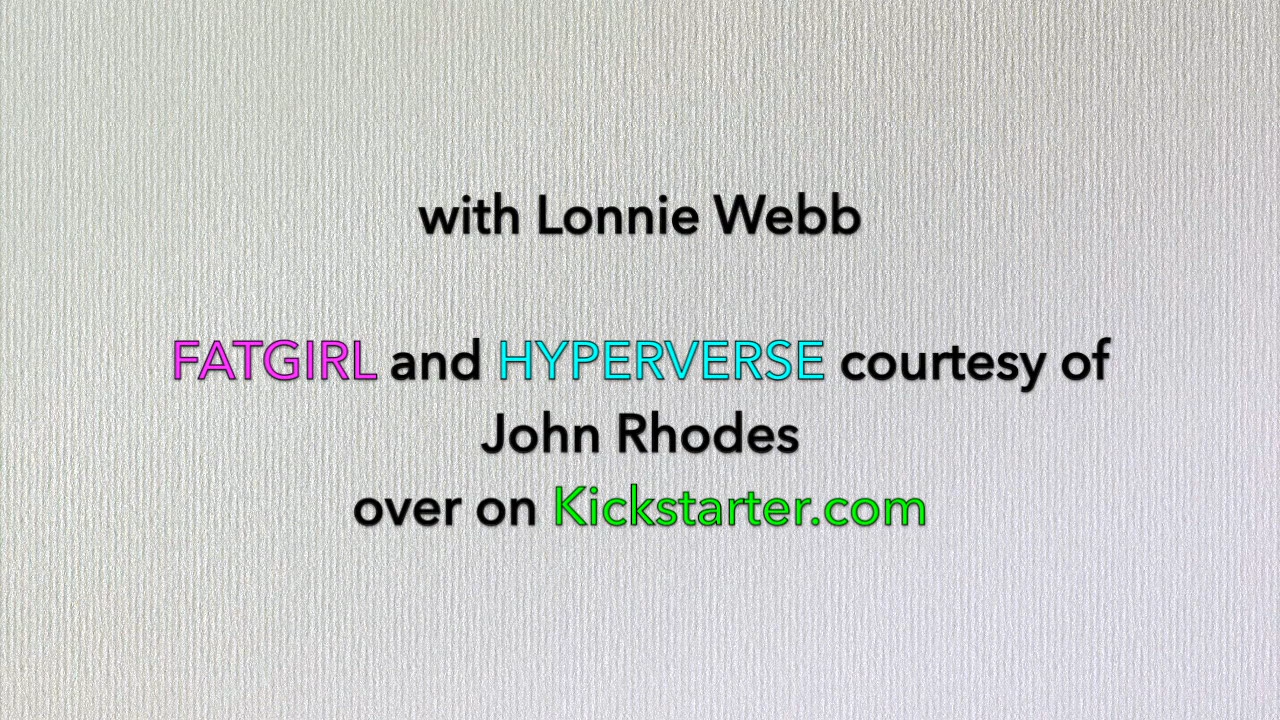 with Lonnie Webb
FATGIRL and HYPERVERSE courtesy of
John Rhodes
over on Kickstarter.com